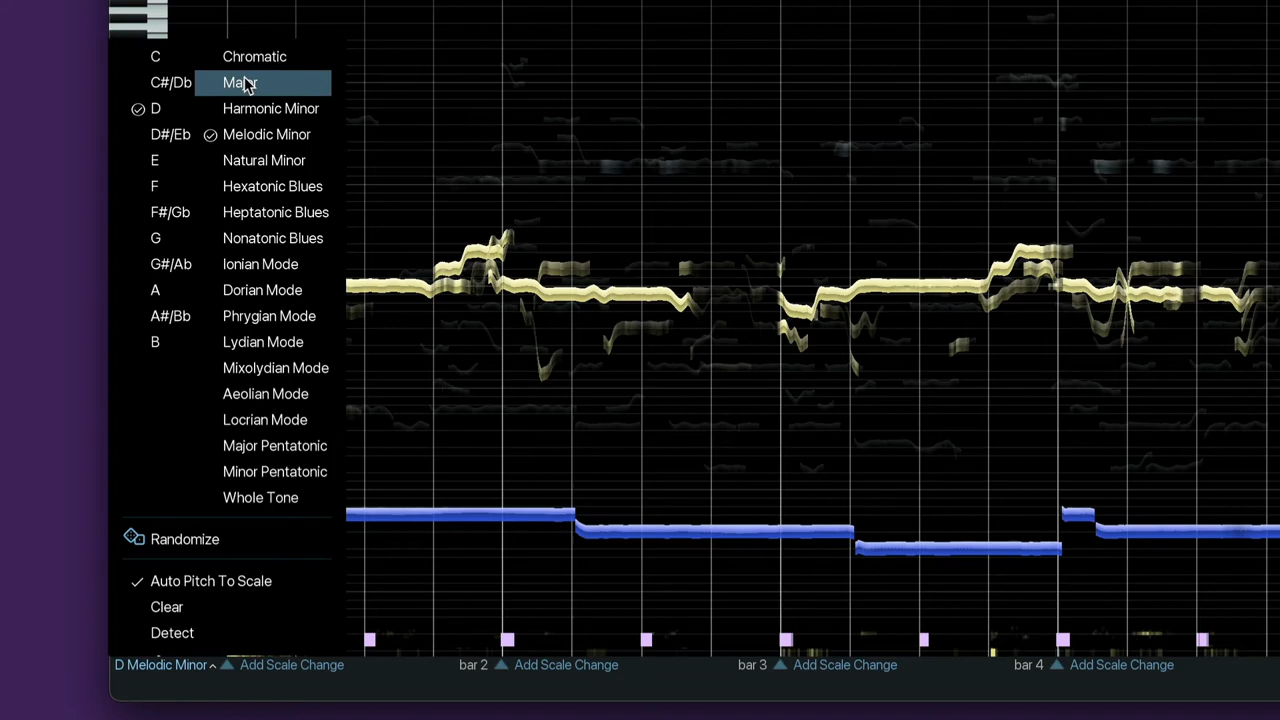 C Chromatic
C#/Db Major
D Harmonic Minor
D#/Eb Melodic Minor
E Natural Minor
F Hexatonic Blues
F#/Gb Heptatonic Blues
G Nonatonic Blues
G#/Ab Ionian Mode
A Dorian Mode
A#/Bb Phrygian Mode
B Lydian Mode
Mixolydian Mode
Aeolian Mode
Locrian Mode
Major Pentatonic
Minor Pentatonic
Whole Tone
Randomize
Auto Pitch To Scale
Clear
Detect
D Melodic Minor Add Scale Change bar 2 Add Scale Change bar 3 Add Scale Change bar 4 Add Scale Change